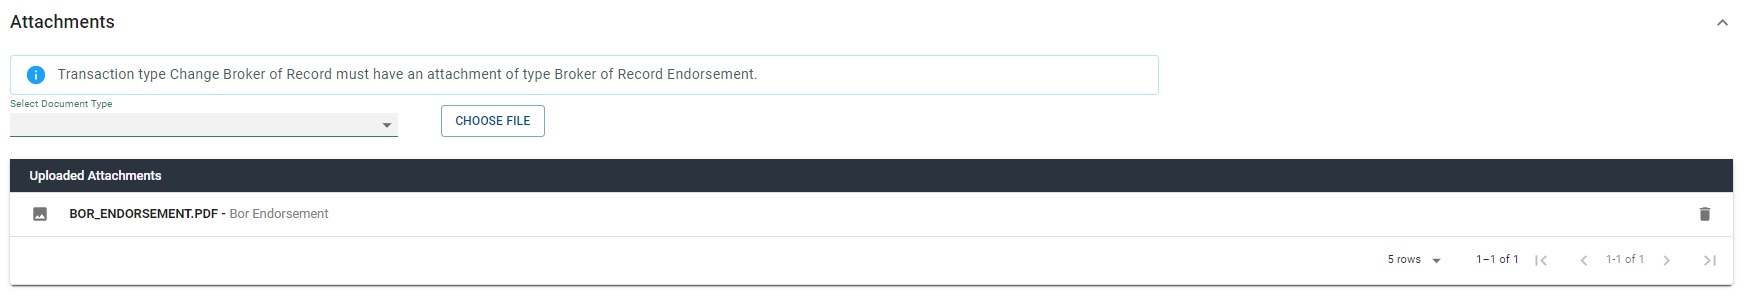 Attachments
Transaction type Change Broker of Record must have an attachment of type Broker of Record Endorsement.
Select Document Type
CHOOSE FILE
Uploaded Attachments
BOR_ENDORSEMENT.PDF - Bor Endorsement
5 rows 1–1 of 1 1-1 of 1